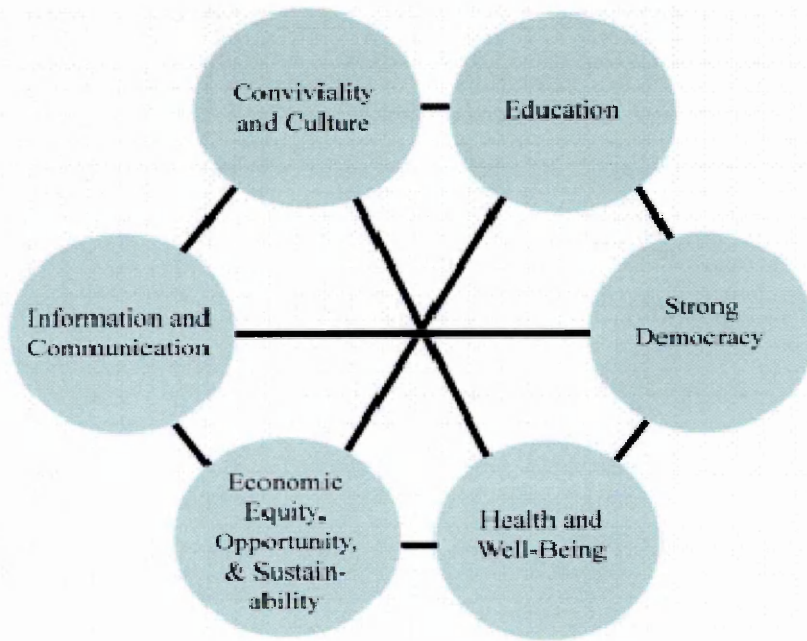 Conviviality
and Culture
Education
Information and
Communication
Strong
Democracy
Economic
Equity,
Opportunity,
& Sustain-
ability
Health and
Well-Being